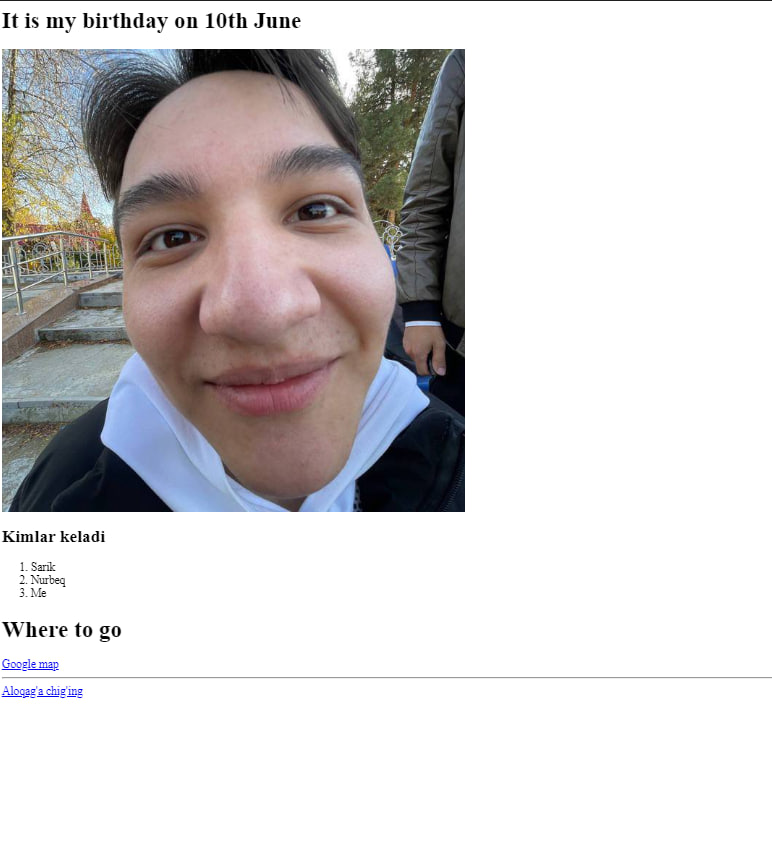 It is my birthday on 10th June
Kimlar keladi
1. Sarik
2. Nurbeq
3. Me
Where to go
Google map
Aloqag'a chig'ing